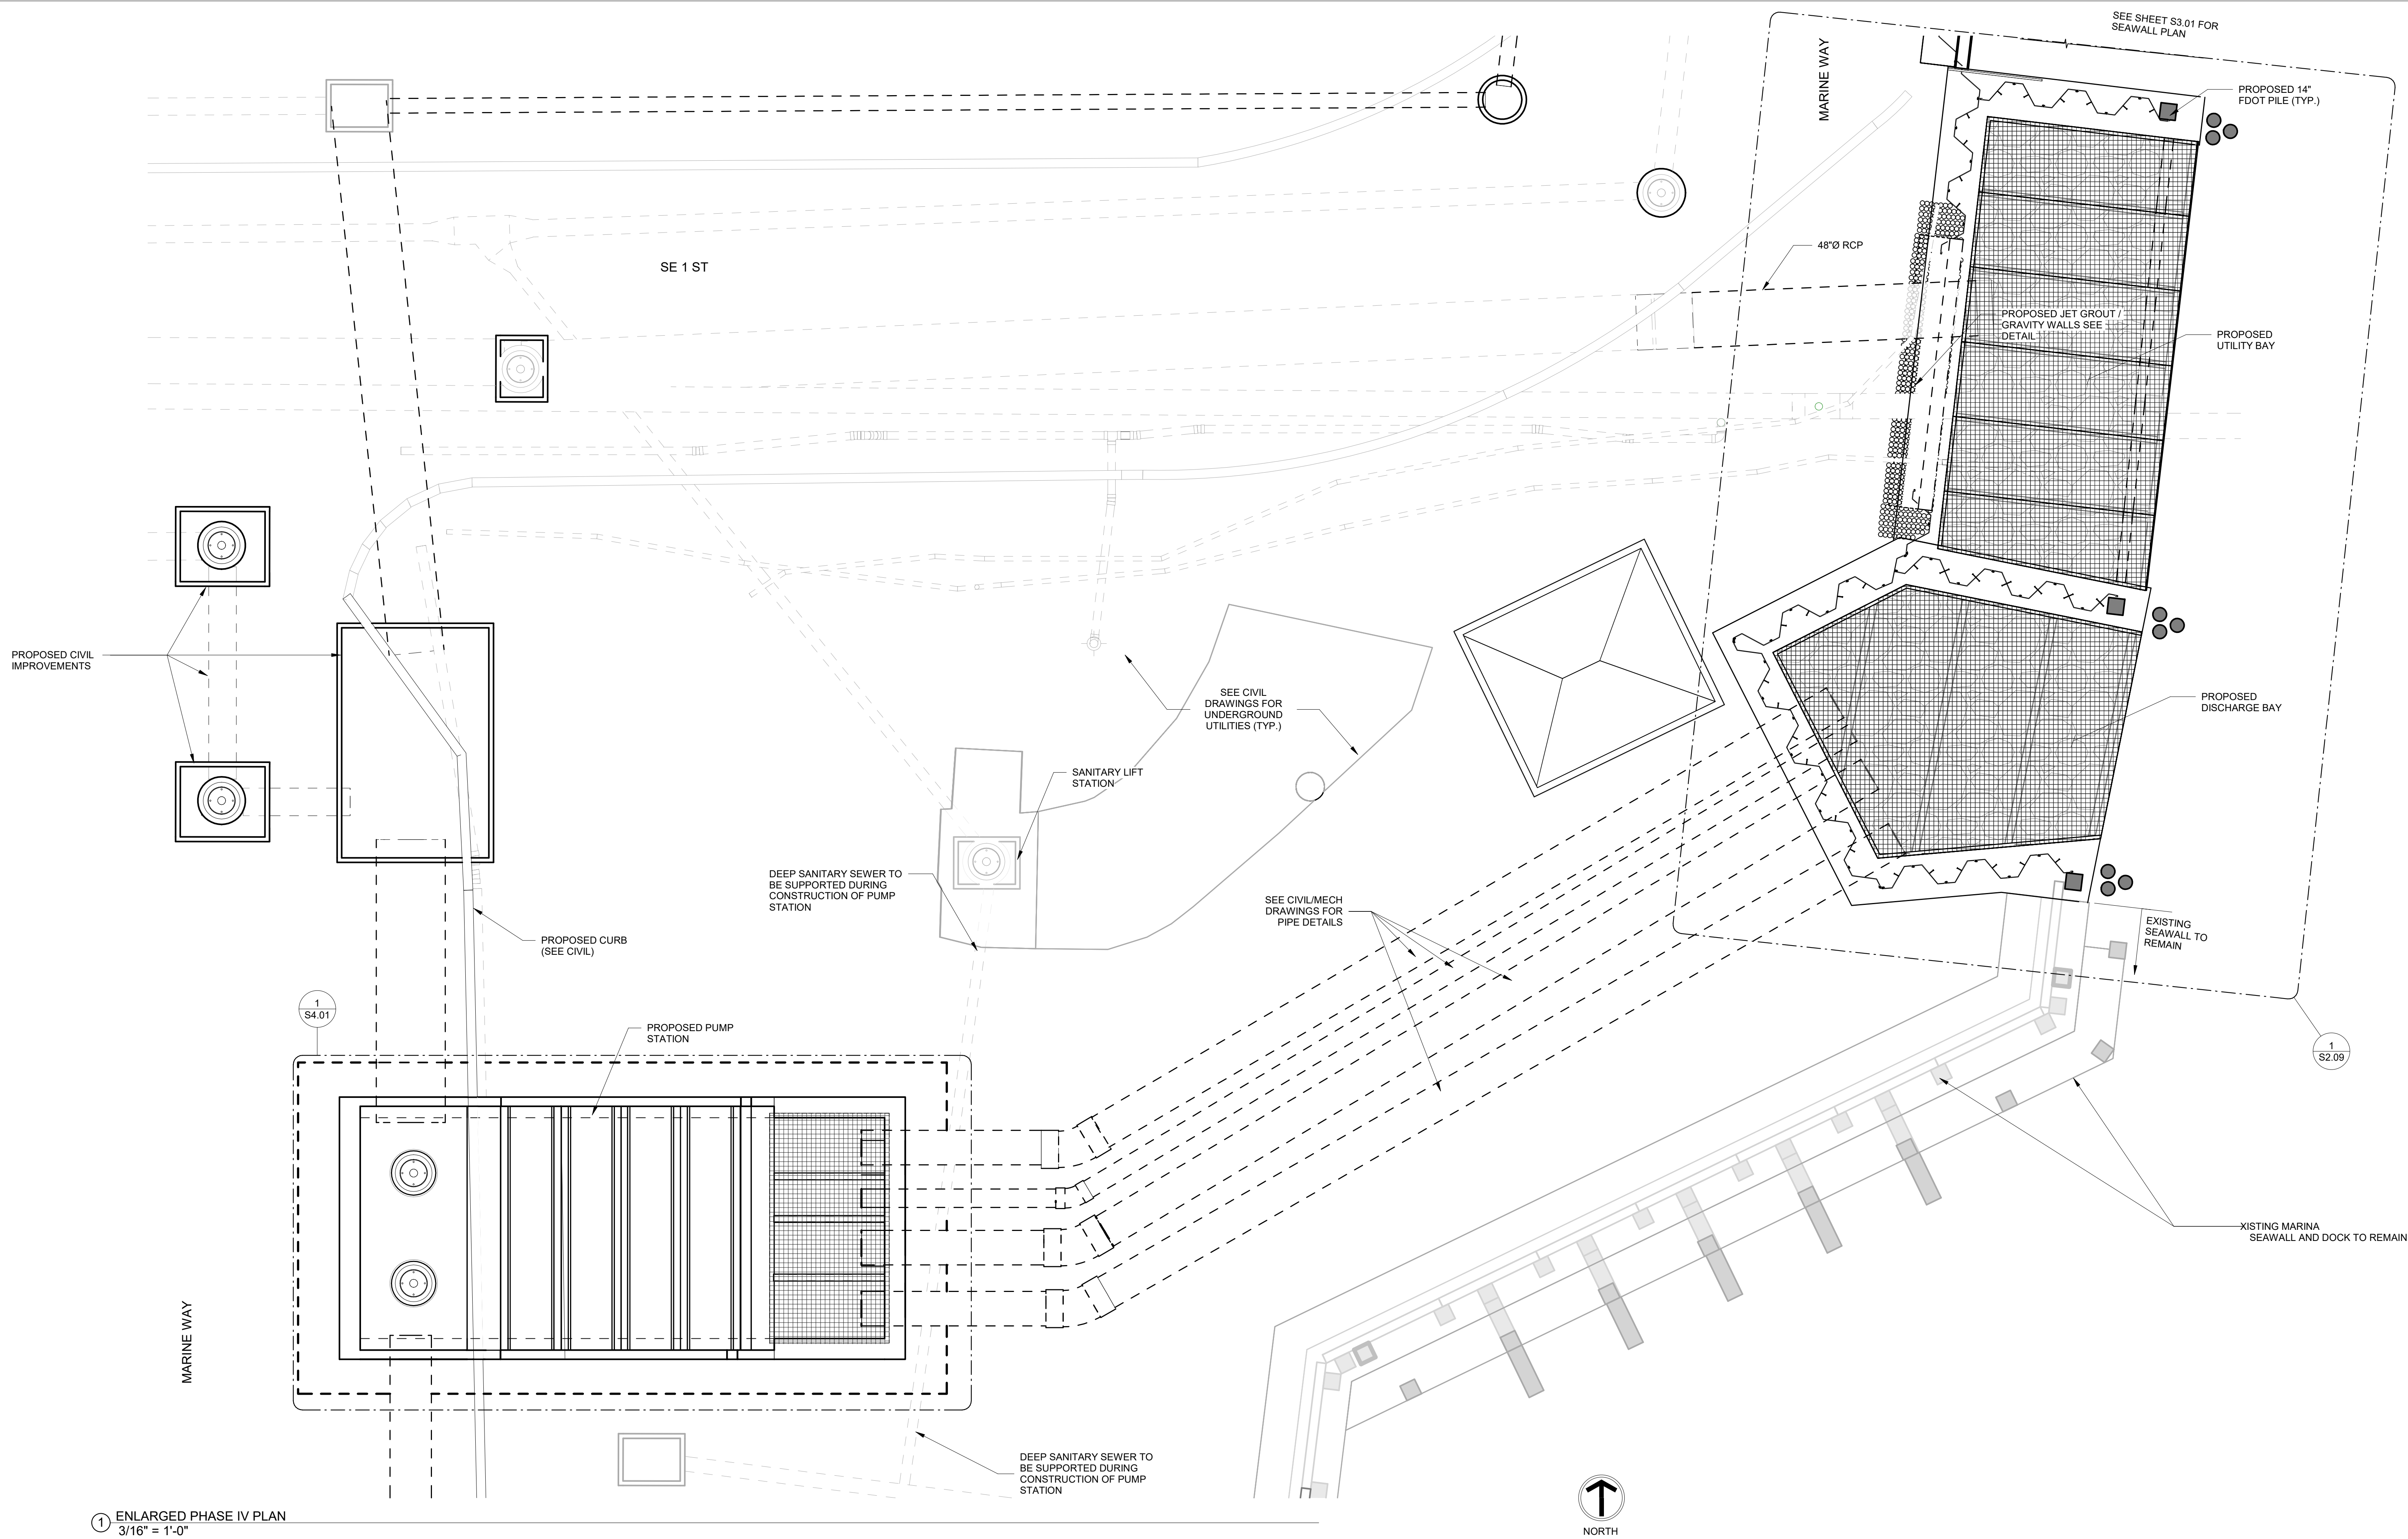 SEE SHEET S3.01 FOR
SEAWALL PLAN
MARINE WAY
PROPOSED 14"
FDOT PILE (TYP.)
48"Ø RCP
SE 1 ST
PROPOSED JET GROUT /
GRAVITY WALLS SEE
DETAIL
PROPOSED
UTILITY BAY
PROPOSED CIVIL
IMPROVEMENTS
SEE CIVIL
DRAWINGS FOR
UNDERGROUND
UTILITIES (TYP.)
PROPOSED
DISCHARGE BAY
SANITARY LIFT
STATION
DEEP SANITARY SEWER TO
BE SUPPORTED DURING
CONSTRUCTION OF PUMP
STATION
SEE CIVIL/MECH
DRAWINGS FOR
PIPE DETAILS
PROPOSED CURB
(SEE CIVIL)
EXISTING
SEAWALL TO
REMAIN
1
S4.01
PROPOSED PUMP
STATION
1
S2.09
XISTING MARINA
SEAWALL AND DOCK TO REMAIN
MARINE WAY
DEEP SANITARY SEWER TO
BE SUPPORTED DURING
CONSTRUCTION OF PUMP
STATION
1 ENLARGED PHASE IV PLAN
3/16" = 1'-0"
NORTH